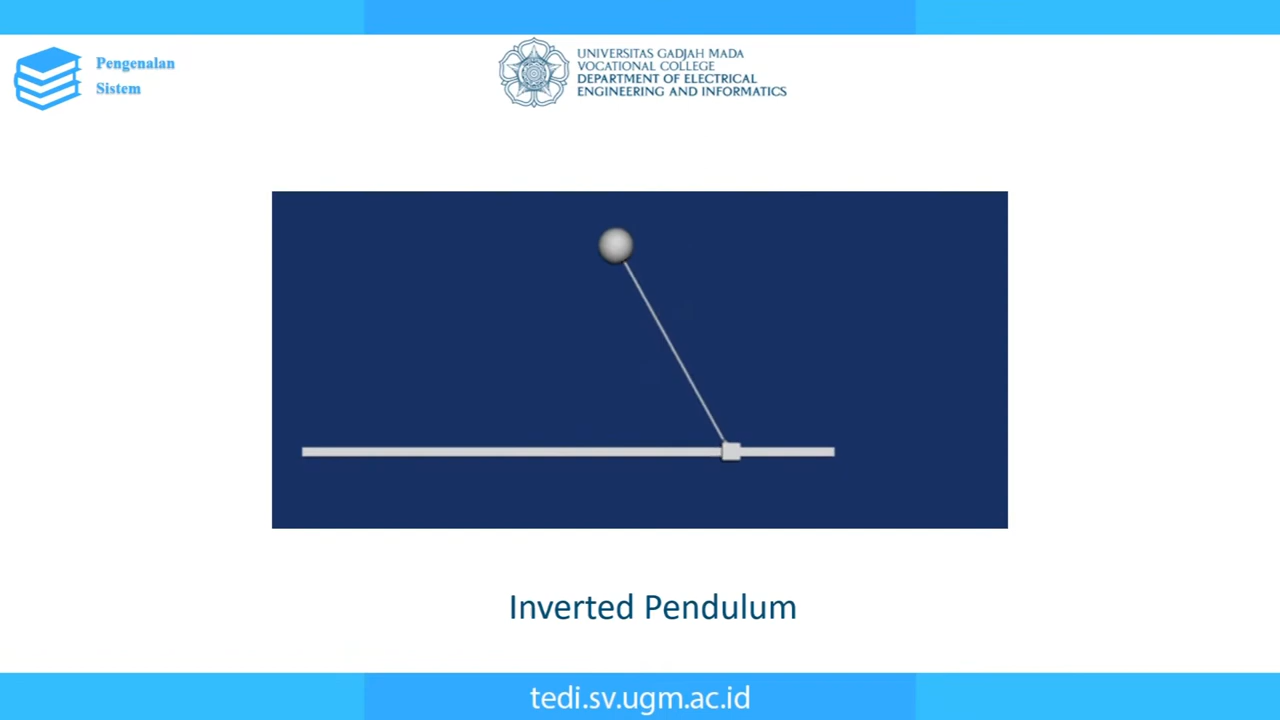 Pengenalan
Sistem
UNIVERSITAS GADJAH MADA
VOCATIONAL COLLEGE
DEPARTMENT OF ELECTRICAL
ENGINEERING AND INFORMATICS
Inverted Pendulum
tedi.sv.ugm.ac.id